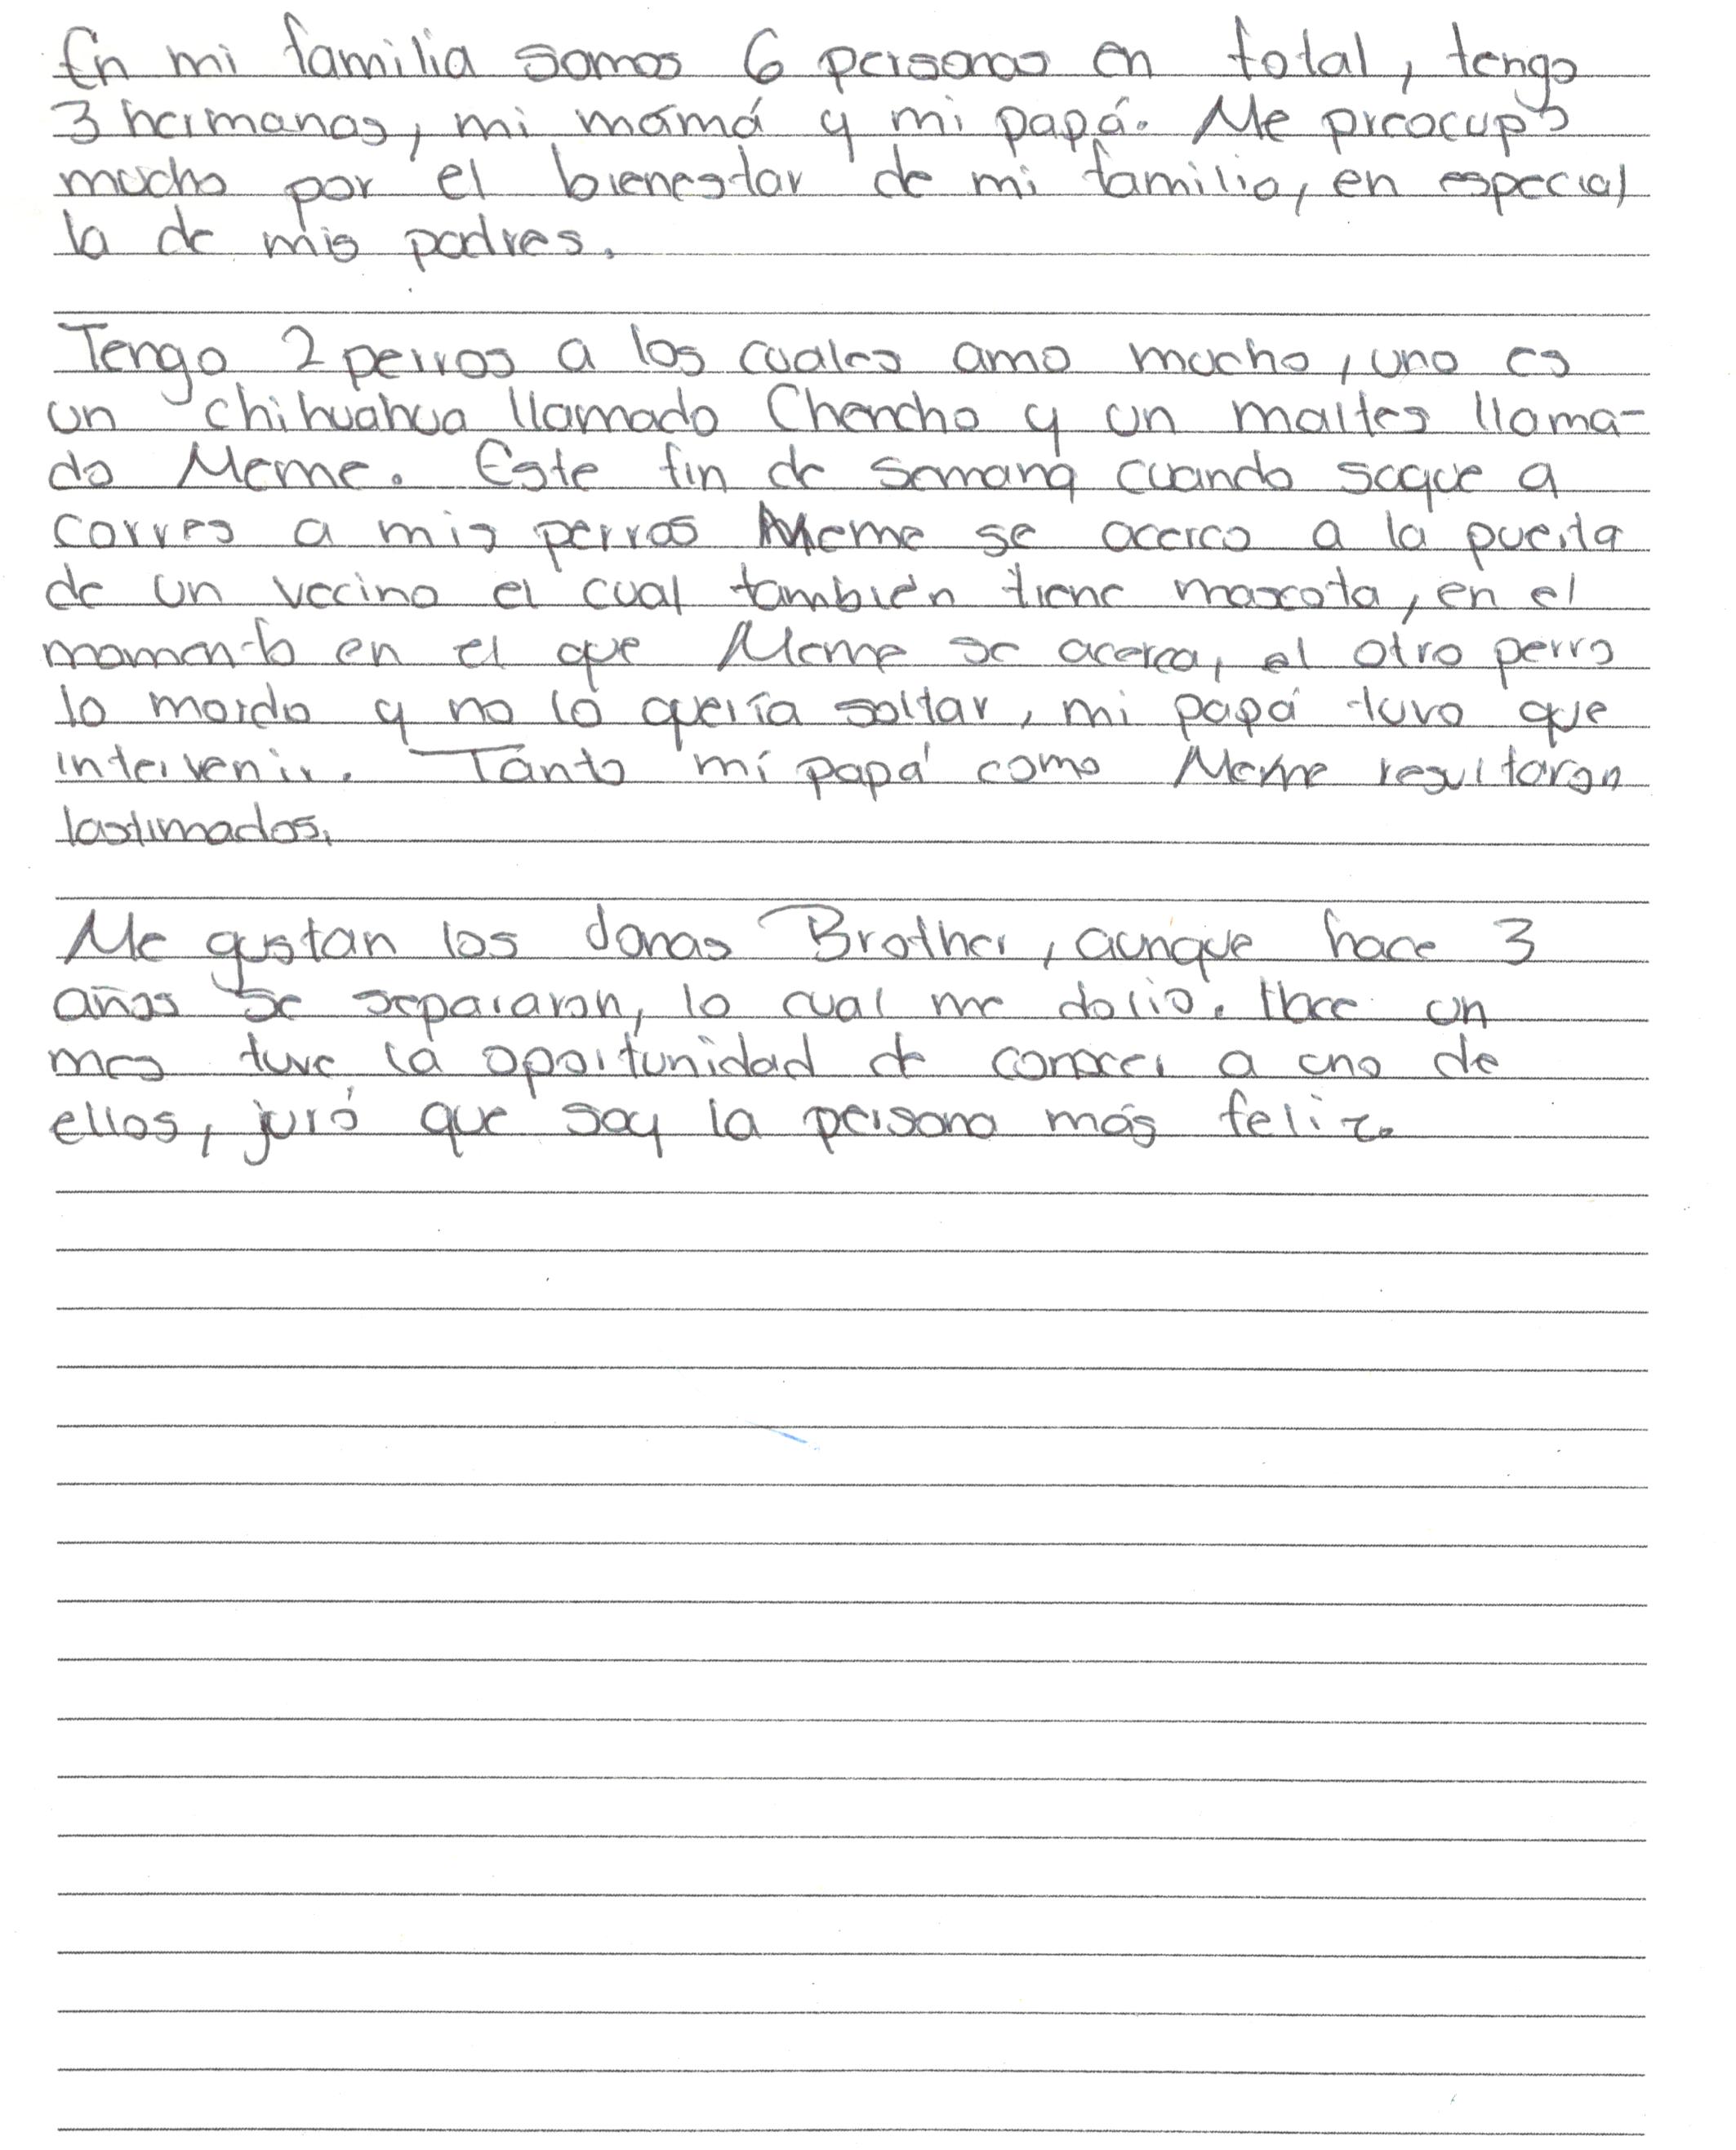 En mi familia somos 6 personas en total, tengo
3 hermanas, mi mamá y mi papá. Me preocupo
mucho por el bienestar de mi familia, en especial
la de mis padres.
Tengo 2 perros a los cuales amo mucho, uno es
un chihuahua llamado Chencho y un maltes llama-
do Meme. Este fin de semana cuando saque a
corres a mis perros Meme se acerco a la puerta
de un vecino el cual también tiene mascota, en el
momento en el que Meme se acerca, el otro perro
lo mordio y no lo quería soltar, mi papá tuvo que
intervenir. Tanto mi papá como Meme resultaron
lastimados.
Me gustan los Jonas Brother, aunque hace 3
años se separaron, lo cual me dolio. Hace un
mes tuve la oportunidad de conocer a uno de
ellos, juró que soy la persona más feliz.